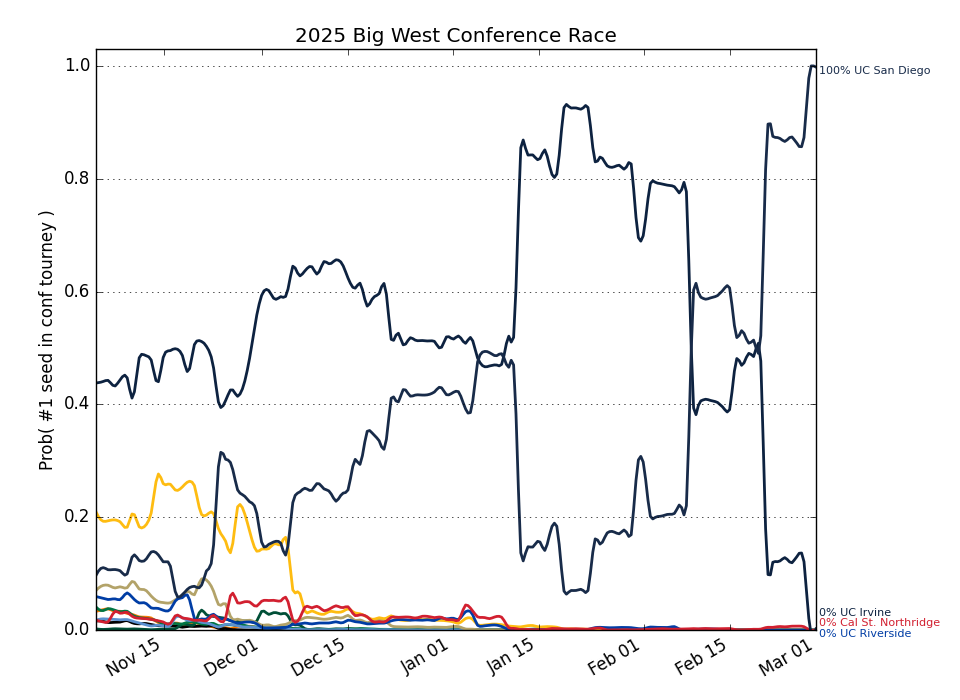 2025 Big West Conference Race
Prob( #1 seed in conf tourney )
1.0
0.8
0.6
0.4
0.2
0.0
100% UC San Diego
0% UC Irvine
0% Cal St. Northridge
0% UC Riverside
Nov 15
Dec 01
Dec 15
Jan 01
Jan 15
Feb 01
Feb 15
Mar 01